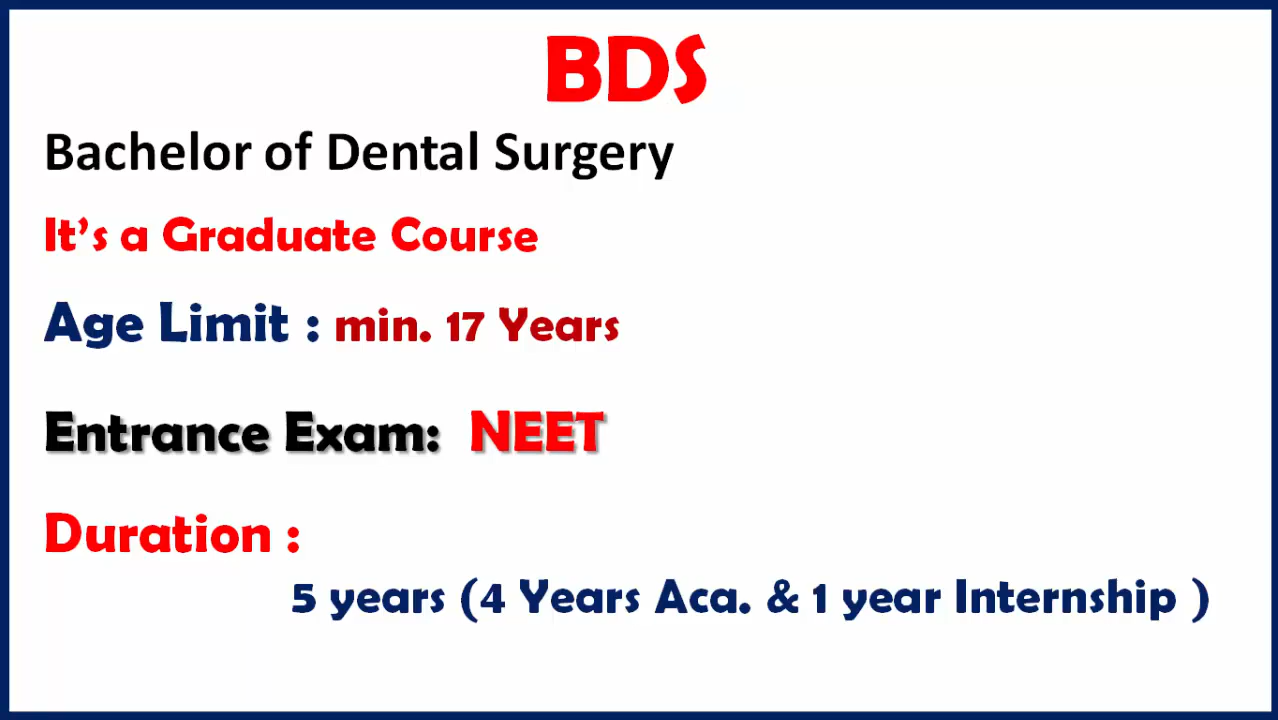 BDS
Bachelor of Dental Surgery
It's a Graduate Course
Age Limit : min. 17 Years
Entrance Exam: NEET
Duration :
5 years (4 Years Aca. & 1 year Internship )